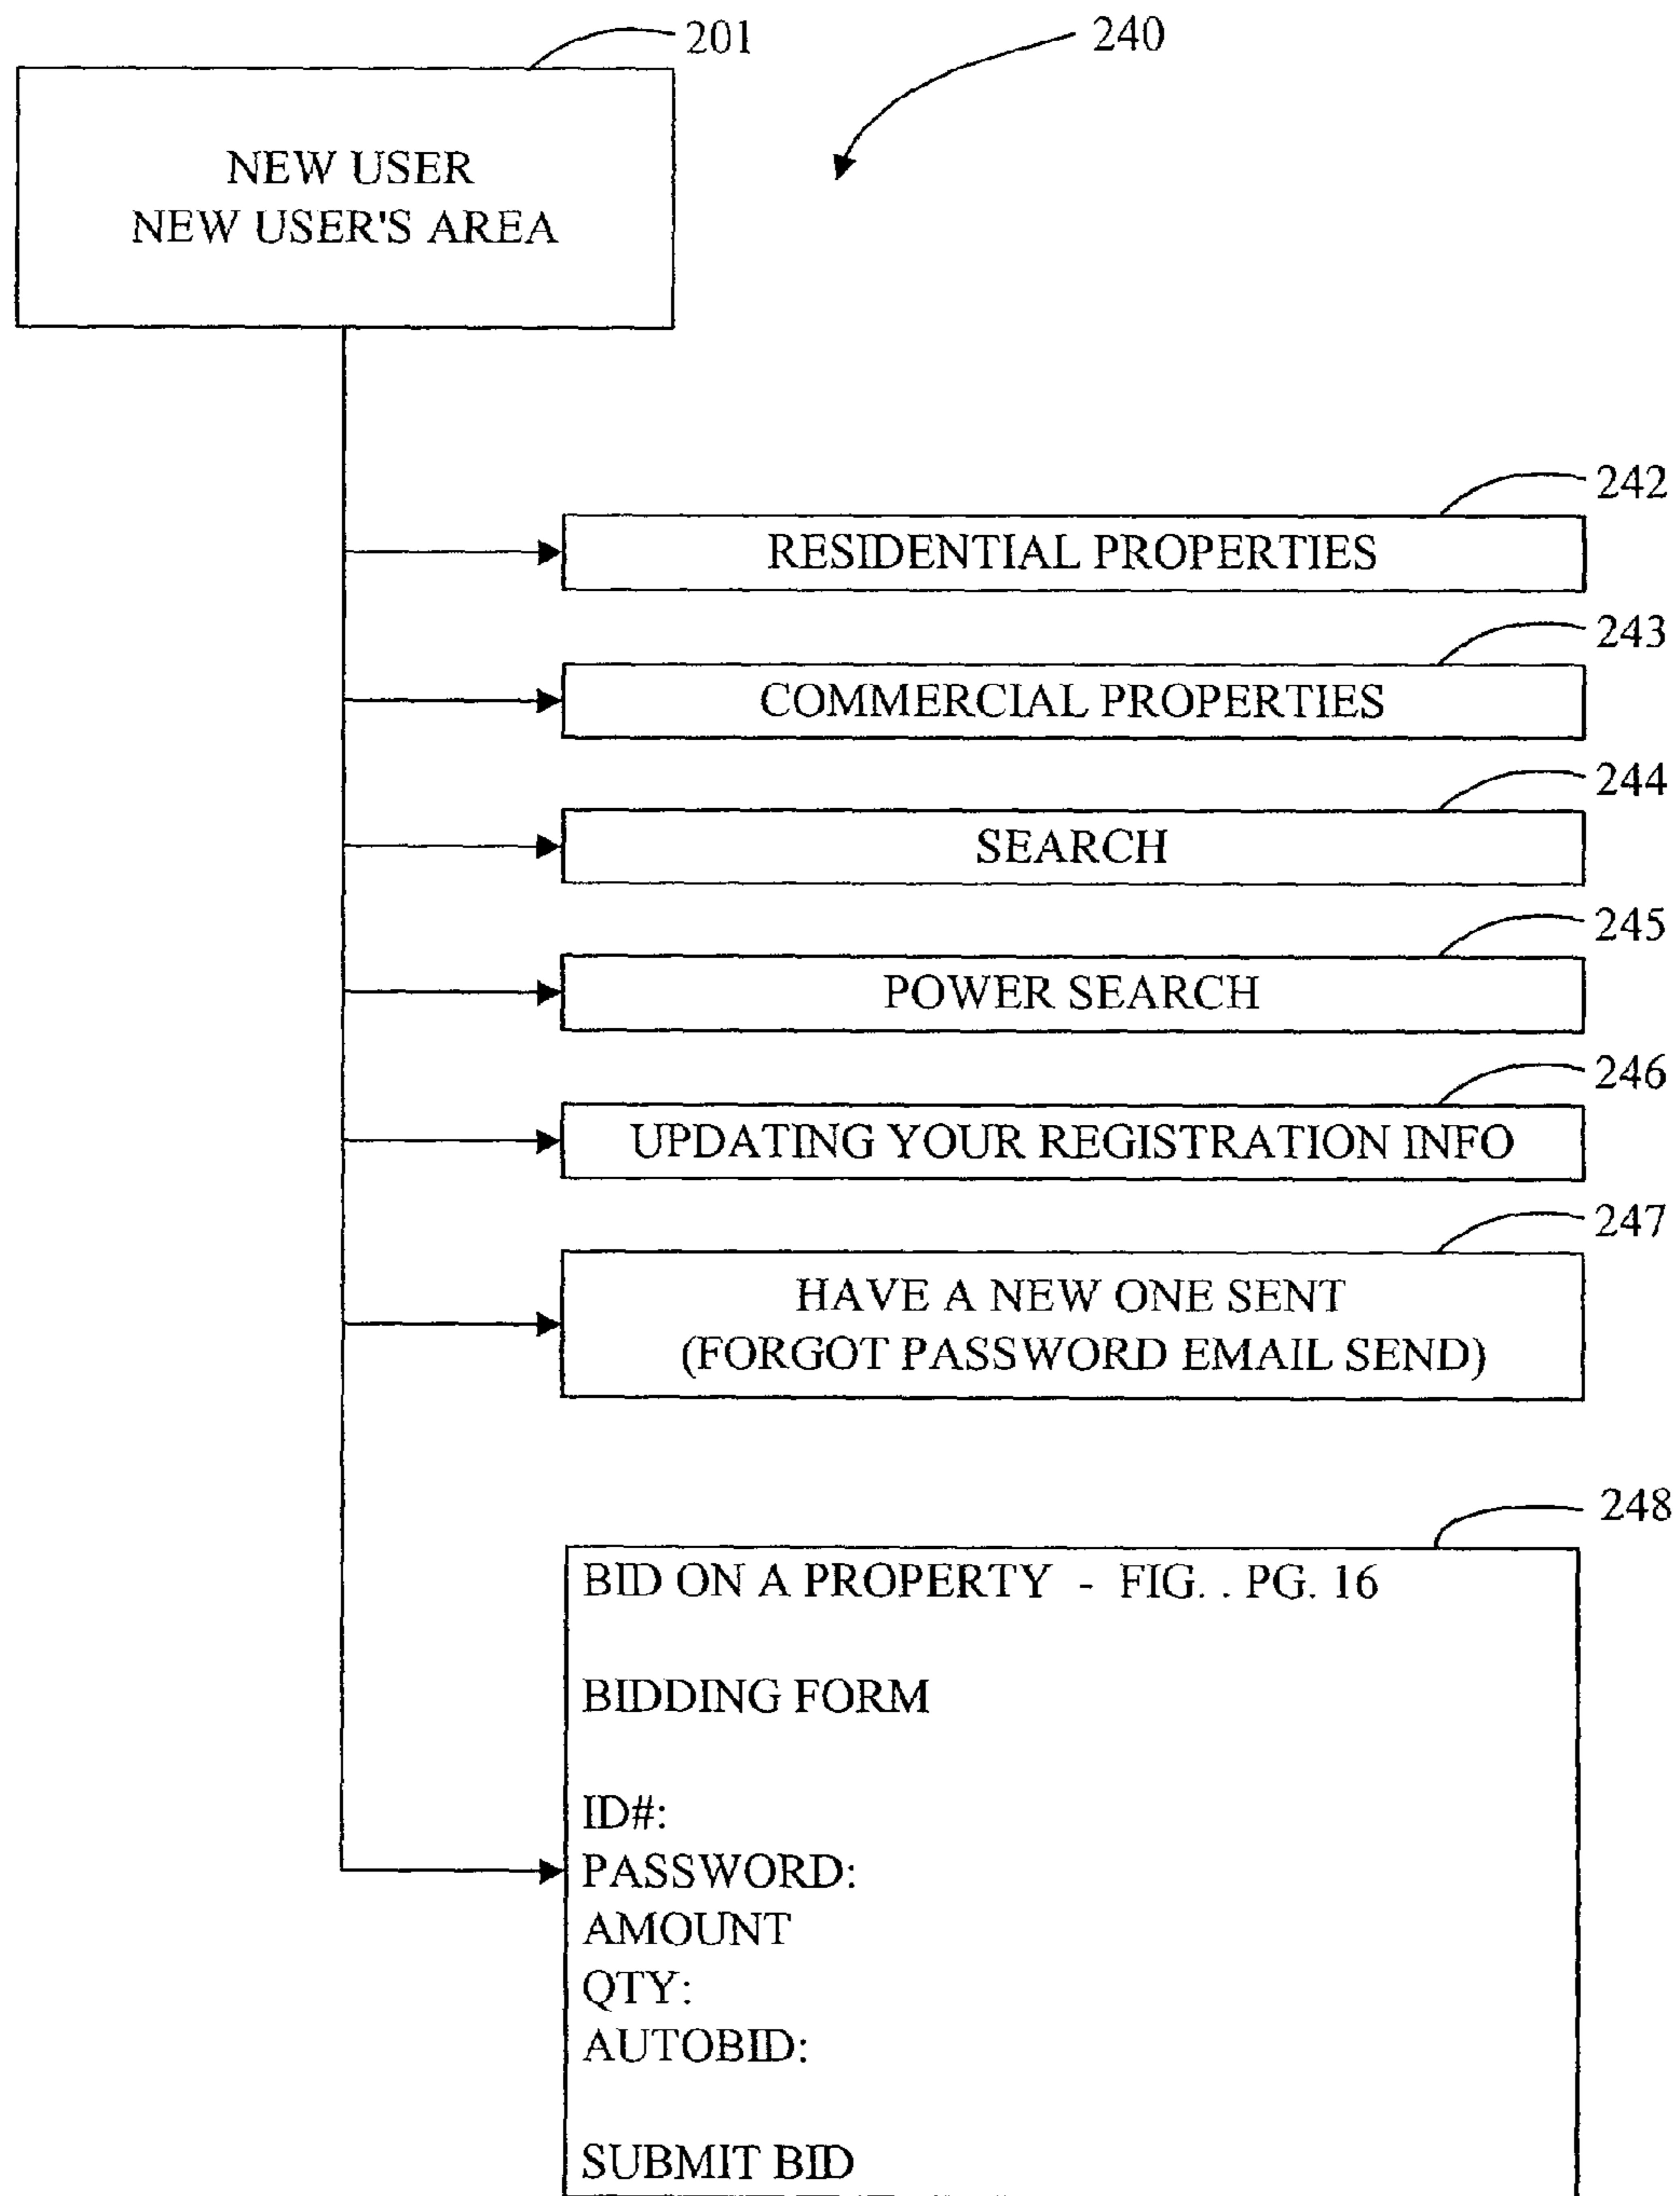 201
240
NEW USER
NEW USER'S AREA
242
RESIDENTIAL PROPERTIES
243
COMMERCIAL PROPERTIES
244
SEARCH
245
POWER SEARCH
246
UPDATING YOUR REGISTRATION INFO
247
HAVE A NEW ONE SENT
(FORGOT PASSWORD EMAIL SEND)
248
BID ON A PROPERTY - FIG. . PG. 16
BIDDING FORM
ID#:
PASSWORD:
AMOUNT
QTY:
AUTOBID:
SUBMIT BID